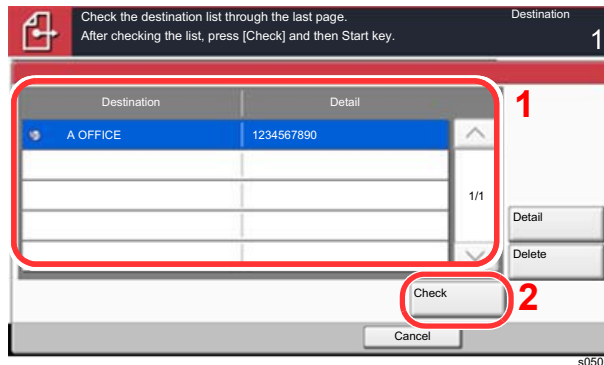 Check the destination list through the last page.
Destination
After checking the list, press [Check] and then Start key.
1
Destination
Detail
1
A OFFICE
1234567890
1/1
Detail
Delete
Check
2
Cancel
s050